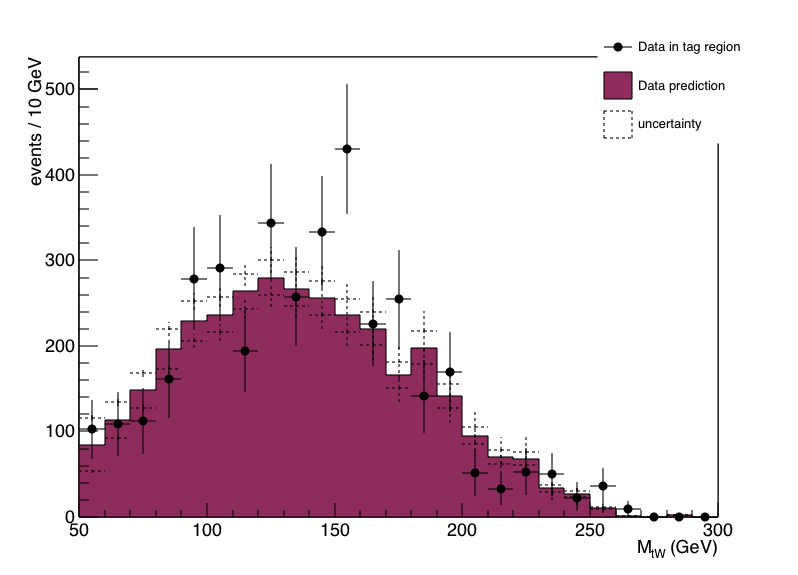 Data in tag region
Data prediction
uncertainty
events / 10 GeV
500
400
300
200
100
0
50 100 150 200 250 300
MtW (GeV)